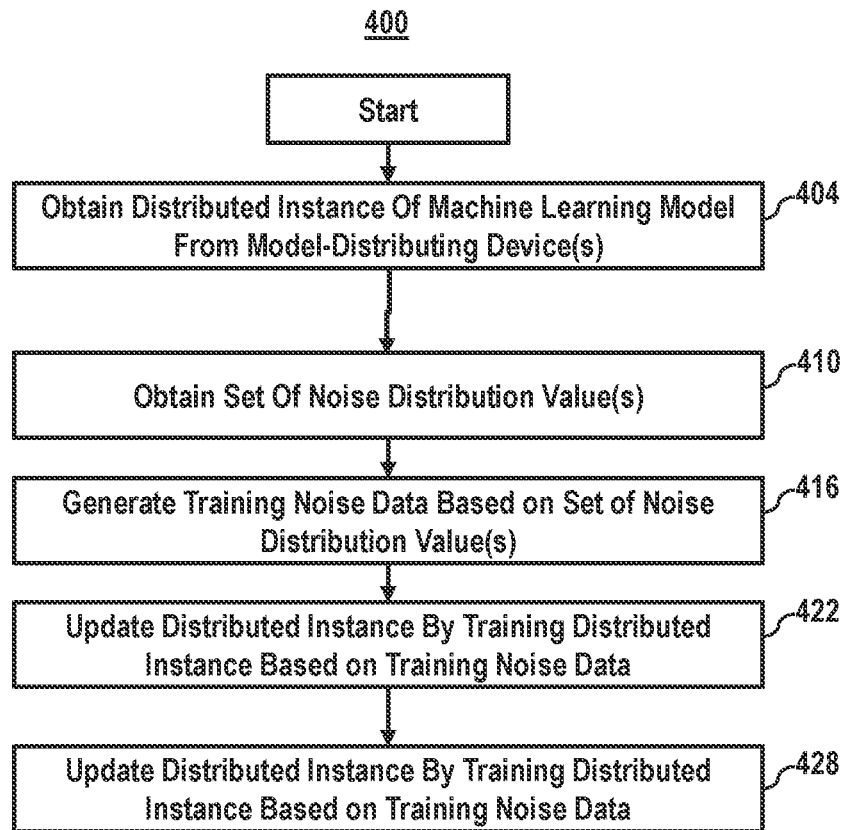 400
Start
Obtain Distributed Instance Of Machine Learning Model
From Model-Distributing Device(s)
404
Obtain Set Of Noise Distribution Value(s)
410
Generate Training Noise Data Based on Set of Noise
Distribution Value(s)
416
Update Distributed Instance By Training Distributed
Instance Based on Training Noise Data
422
Update Distributed Instance By Training Distributed
Instance Based on Training Noise Data
428